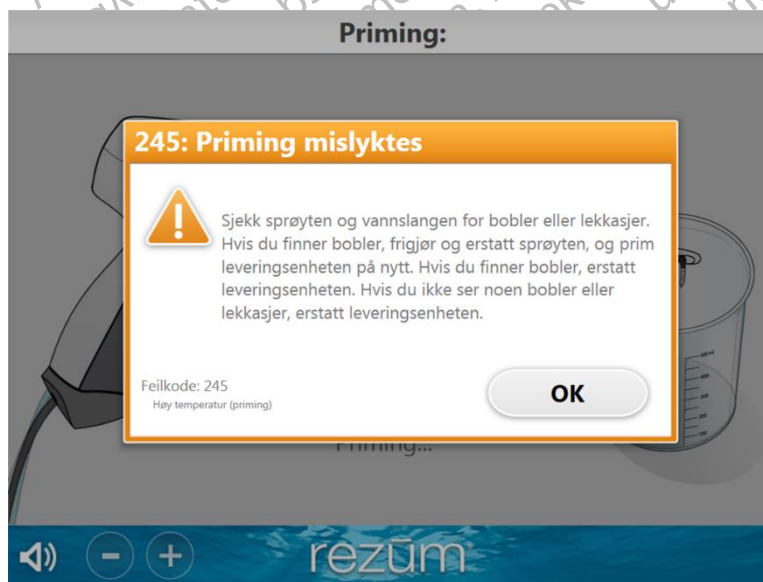 Priming:
245: Priming mislyktes
Sjekk sprøyten og vannslangen for bobler eller lekkasjer.
Hvis du finner bobler, frigjør og erstatt sprøyten, og prim
leveringsenheten på nytt. Hvis du finner bobler, erstatt
leveringsenheten. Hvis du ikke ser noen bobler eller
lekkasjer, erstatt leveringsenheten.
Feilkode: 245
Høy temperatur (priming)
OK
Priming...
rezūm